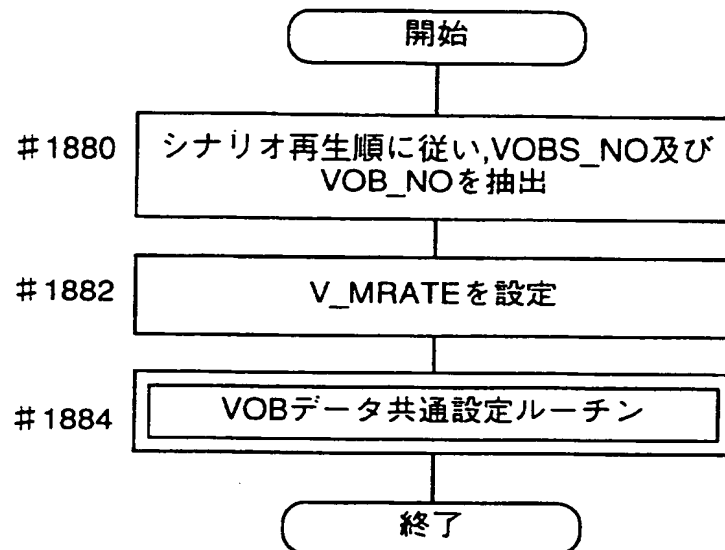 開始
#1880
シナリオ再生順に従い,VOBS_NO及び
VOB_NOを抽出
#1882
V_MRATEを設定
#1884
VOBデータ共通設定ルーチン
終了